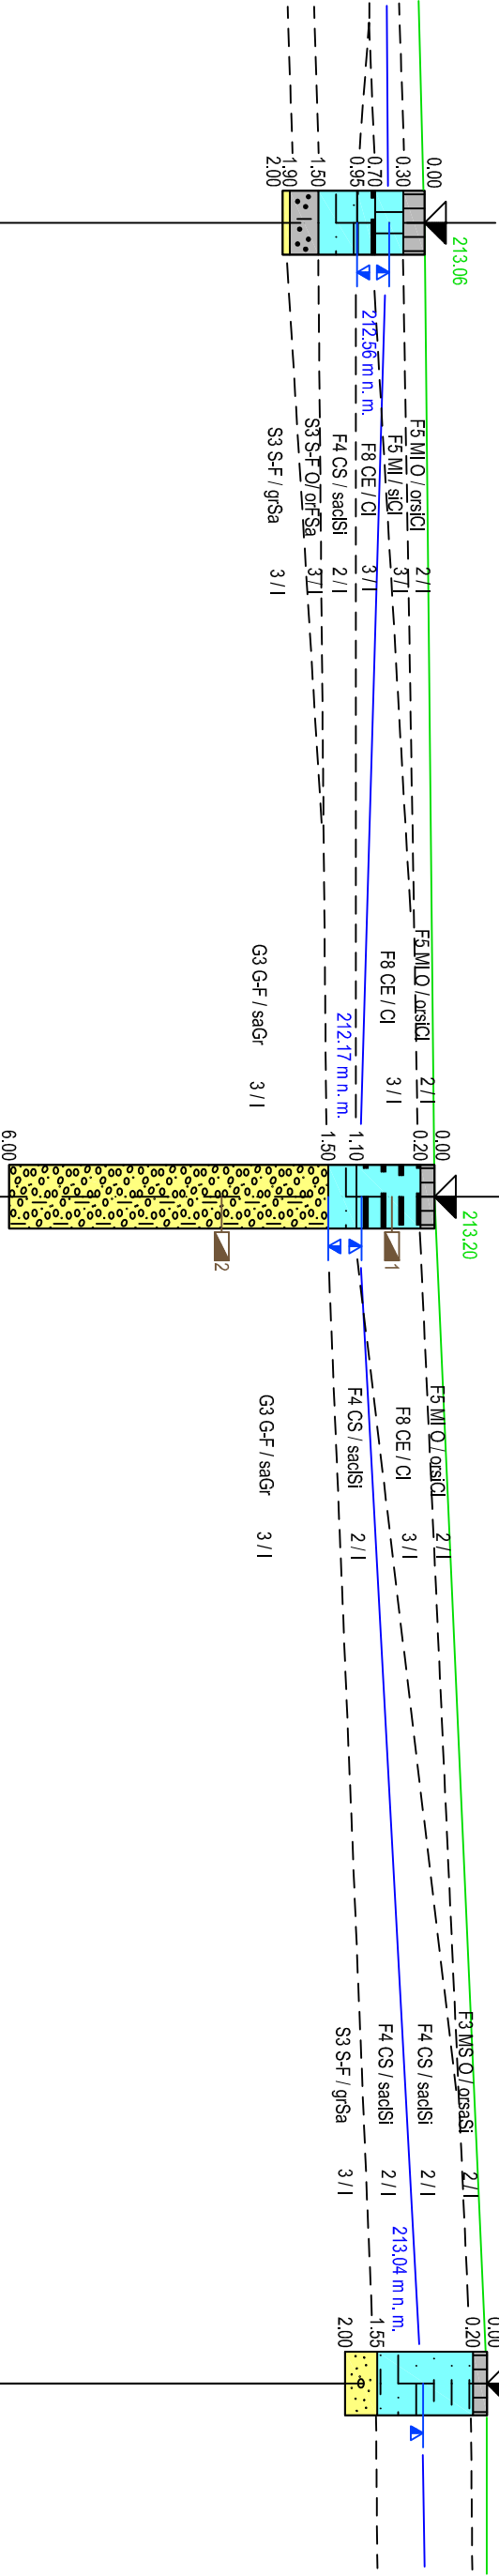 213.06
0.00
0.30
0.70
0.95
1.50
1.90
2.00
212.56 m n. m.
F5 MI O / orsiCl 2 / I
F5 MI / siCl 3 / I
F8 CE / Cl 3 / I
F4 CS / saclSi 2 / I
S3 S-F O/ orFSa 3 / I
S3 S-F / grSa 3 / I
F5 MI O / orsiCl 2 / I
F8 CE / Cl 3 / I
212.17 m n. m.
G3 G-F / saGr 3 / I
213.20
0.00
0.20
1.10
1.50
6.00
1
2
F5 MI O / orsiCl 2 / I
F8 CE / Cl 3 / I
F4 CS / saclSi 2 / I
G3 G-F / saGr 3 / I
F3 MS O / orsaSi 2 / I
F4 CS / saclSi 2 / I
F4 CS / saclSi 2 / I
S3 S-F / grSa 3 / I
213.04 m n. m.
0.00
0.20
1.55
2.00